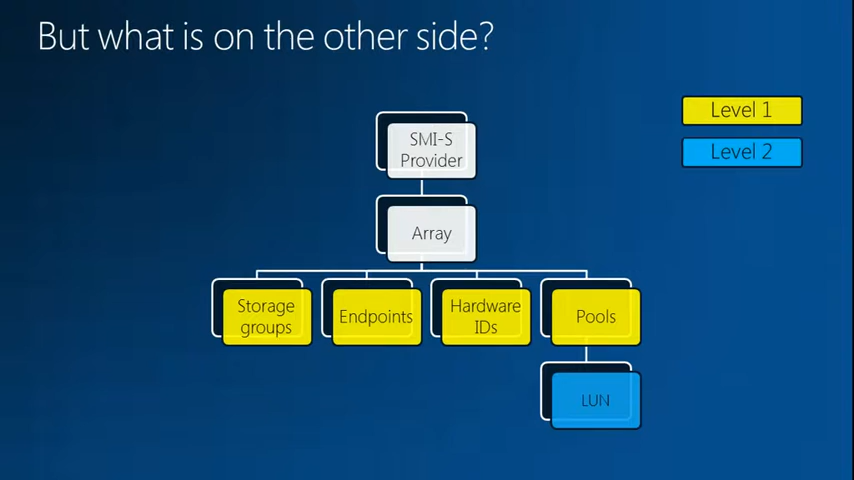 But what is on the other side?
Level 1
Level 2
SMI-S
Provider
Array
Storage
groups
Endpoints
Hardware
IDs
Pools
LUN